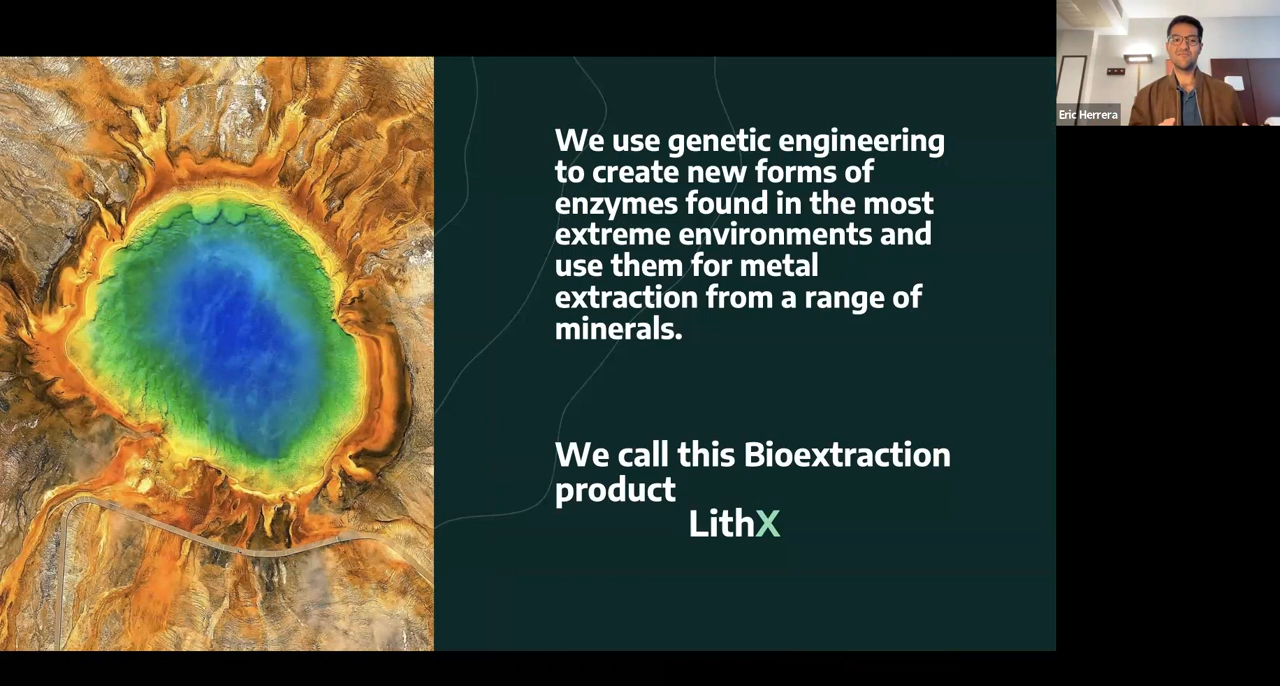 We use genetic engineering
to create new forms of
enzymes found in the most
extreme environments and
use them for metal
extraction from a range of
minerals.
We call this Bioextraction
product
LithX
Eric Herrera